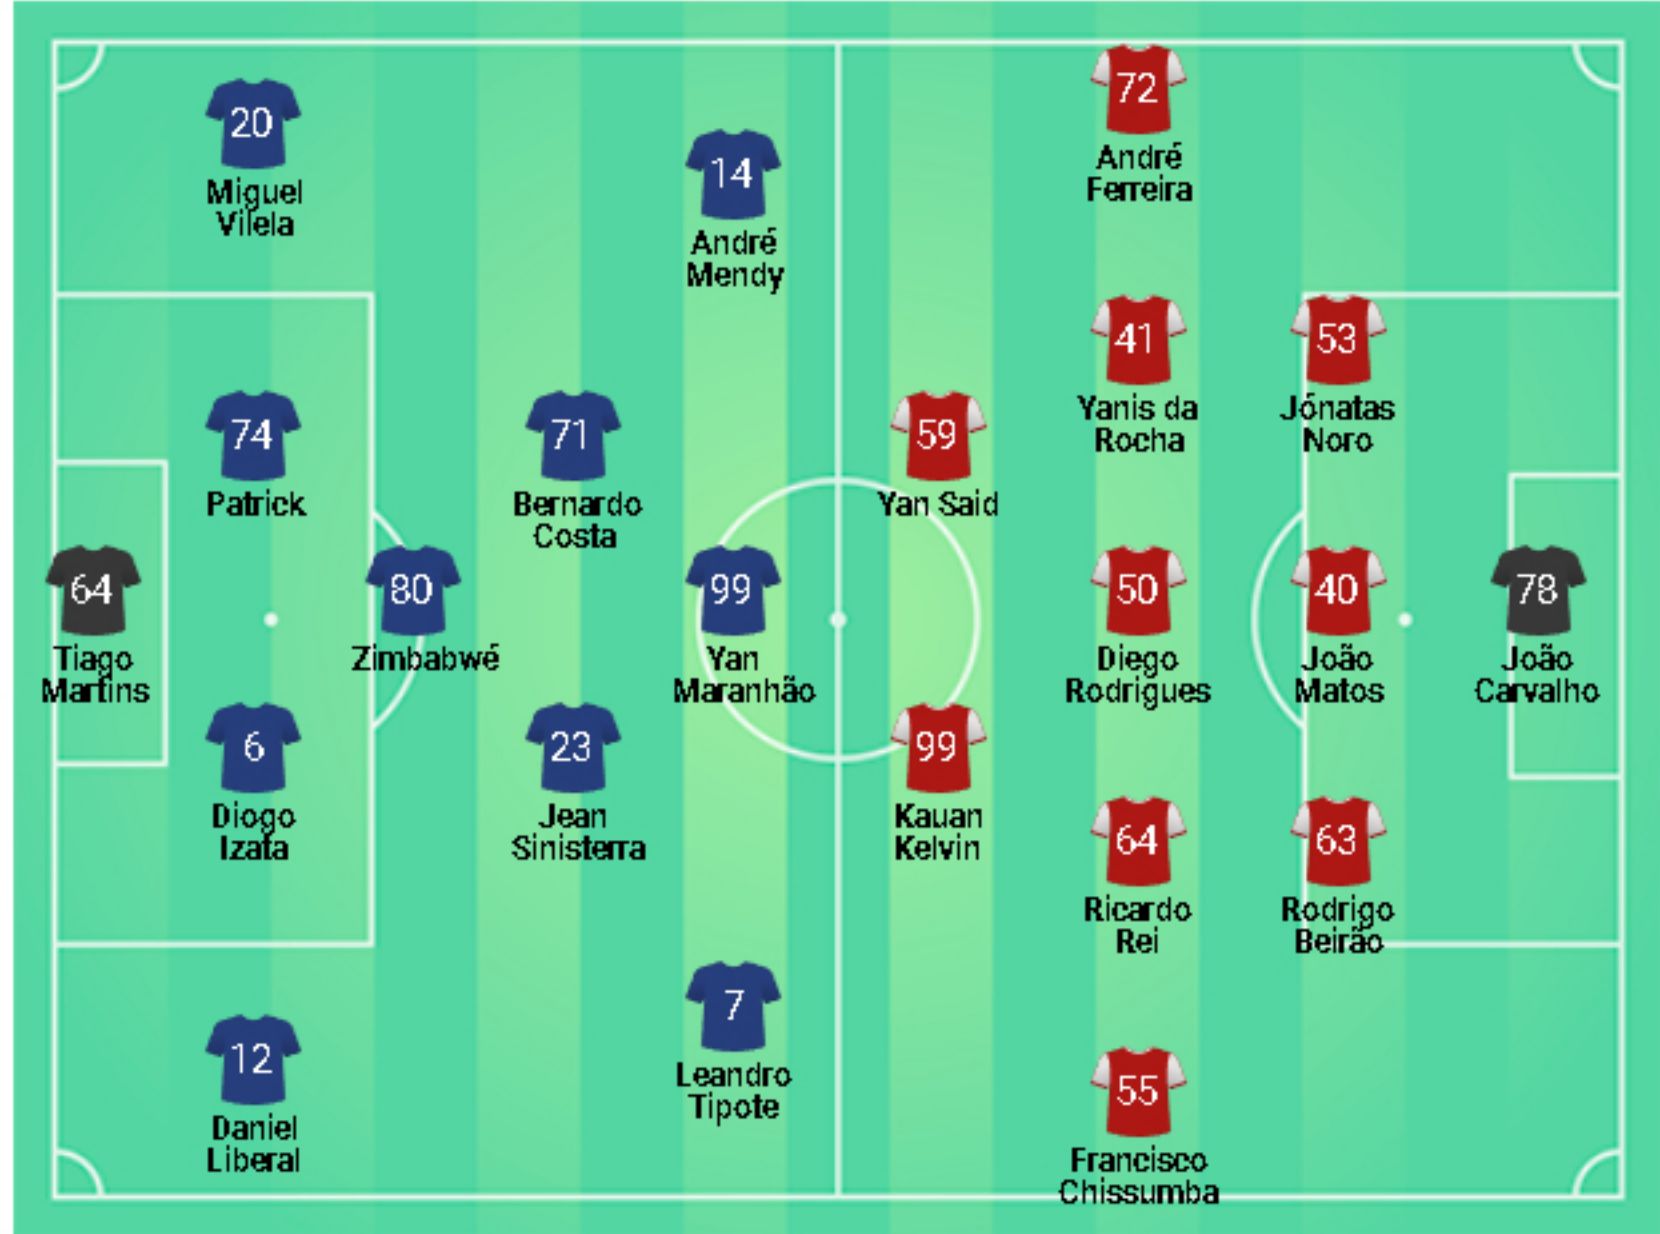 20
Miguel
Vilela
74
Patrick
64
Tiago
Martins
6
Diogo
Izata
12
Daniel
Liberal
80
Zimbabwé
71
Bernardo
Costa
23
Jean
Sinisterra
14
André
Mendy
99
Yan
Maranhão
7
Leandro
Tipote
59
Yan Said
99
Kauan
Kelvin
72
André
Ferreira
41
Yanis da
Rocha
50
Diego
Rodrigues
64
Ricardo
Rei
55
Francisco
Chissumba
53
Jónatas
Noro
40
João
Matos
63
Rodrigo
Beirão
78
João
Carvalho